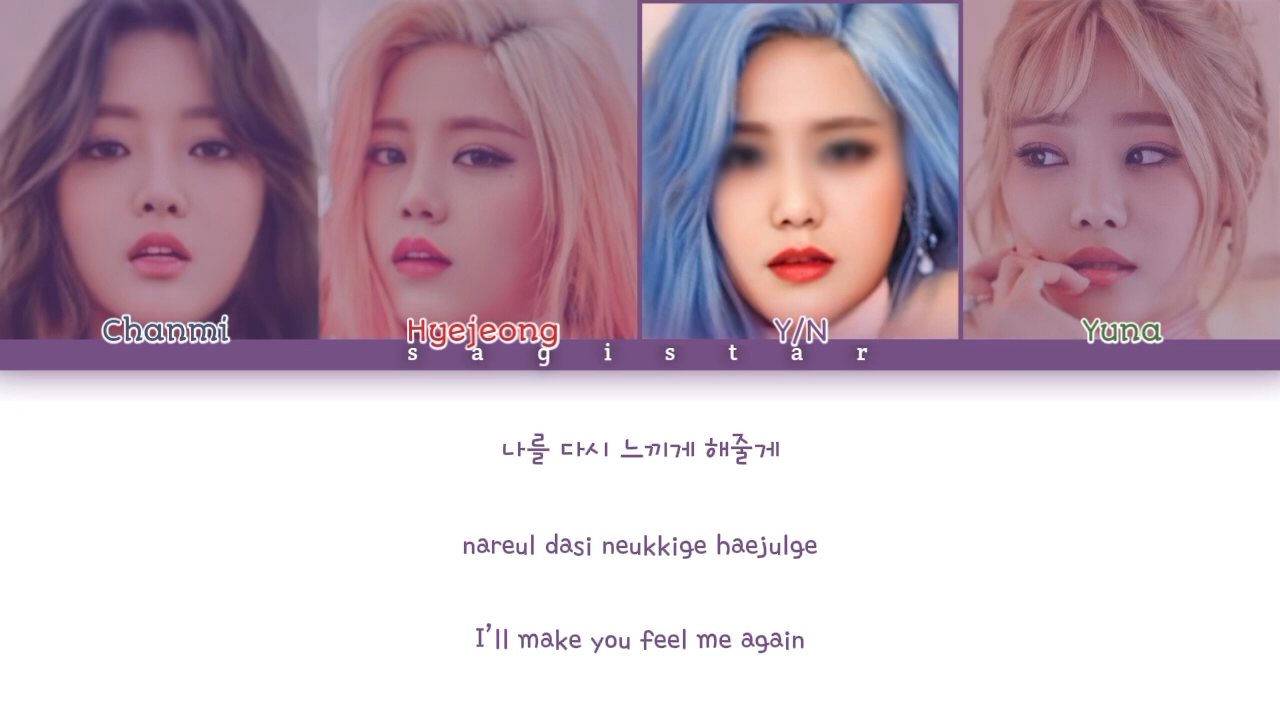 Chanmi Hyejeong Y/N Yuna
s a g i s t a r
나를 다시 느끼게 해줄게
nareul dasi neukkige haejulge
I'll make you feel me again